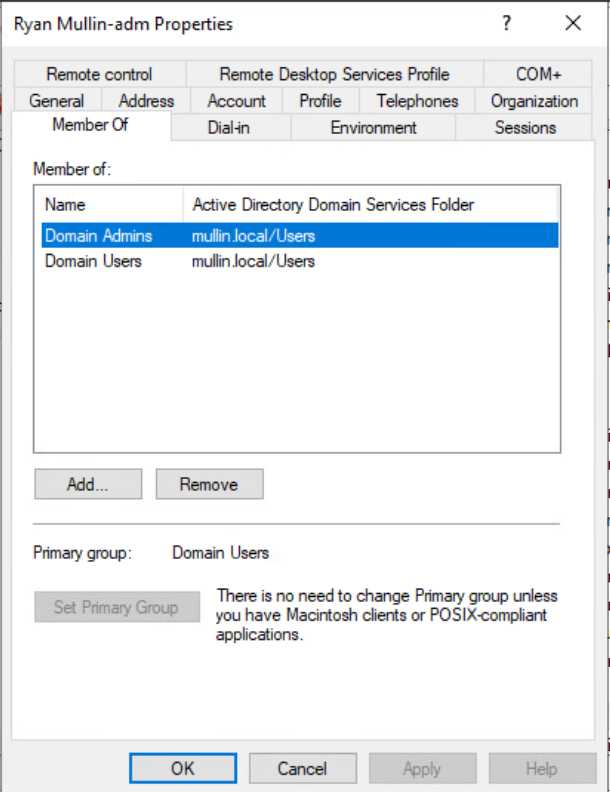 Ryan Mullin-adm Properties
?
Remote control Remote Desktop Services Profile COM+
General Address Account Profile Telephones Organization
Member Of Dial-in Environment Sessions
Member of:
Name Active Directory Domain Services Folder
Domain Admins mullin.local/Users
Domain Users mullin.local/Users
Add... Remove
Primary group: Domain Users
Set Primary Group
There is no need to change Primary group unless
you have Macintosh clients or POSIX-compliant
applications.
OK Cancel Apply Help